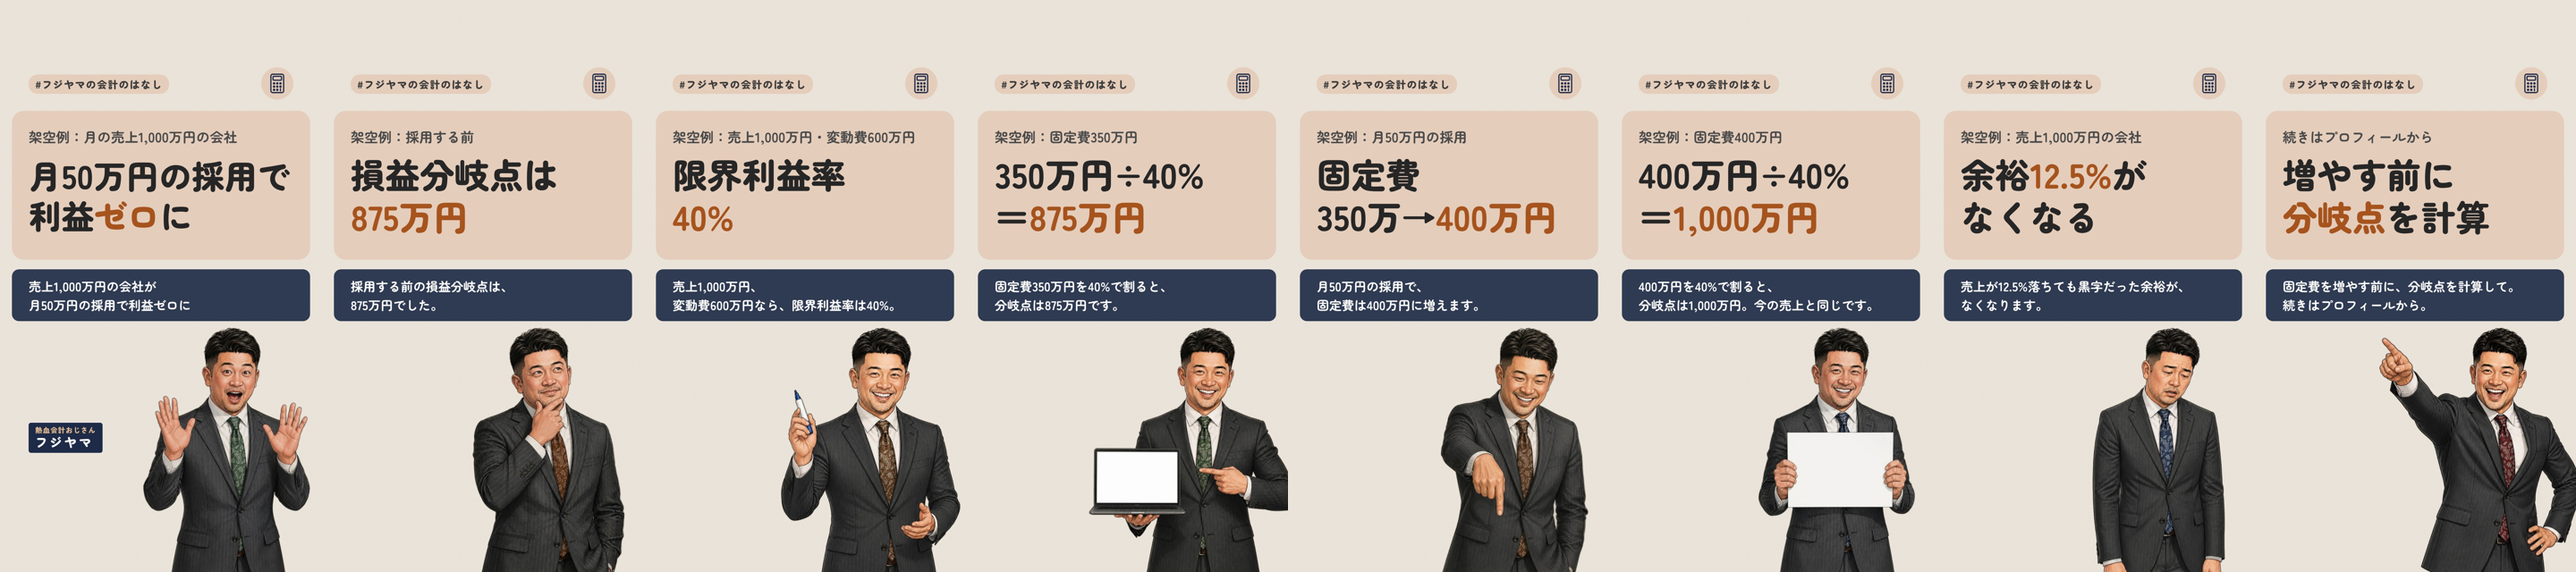 #フジヤマの会計のはなし
架空例：月の売上1,000万円の会社
月50万円の採用で
利益ゼロに
売上1,000万円の会社が
月50万円の採用で利益ゼロに
熱血会計おじさん
フジヤマ
#フジヤマの会計のはなし
架空例：採用する前
損益分岐点は
875万円
採用する前の損益分岐点は、
875万円でした。
#フジヤマの会計のはなし
架空例：売上1,000万円・変動費600万円
限界利益率
40%
売上1,000万円、
変動費600万円なら、限界利益率は40%。
#フジヤマの会計のはなし
架空例：固定費350万円
350万円÷40%
＝875万円
固定費350万円を40%で割ると、
分岐点は875万円です。
#フジヤマの会計のはなし
架空例：月50万円の採用
固定費
350万→400万円
月50万円の採用で、
固定費は400万円に増えます。
#フジヤマの会計のはなし
架空例：固定費400万円
400万円÷40%
＝1,000万円
400万円を40%で割ると、
分岐点は1,000万円。今の売上と同じです。
#フジヤマの会計のはなし
架空例：売上1,000万円の会社
余裕12.5%が
なくなる
売上が12.5%落ちても黒字だった余裕が、
なくなります。
#フジヤマの会計のはなし
続きはプロフィールから
増やす前に
分岐点を計算
固定費を増やす前に、分岐点を計算して。
続きはプロフィールから。